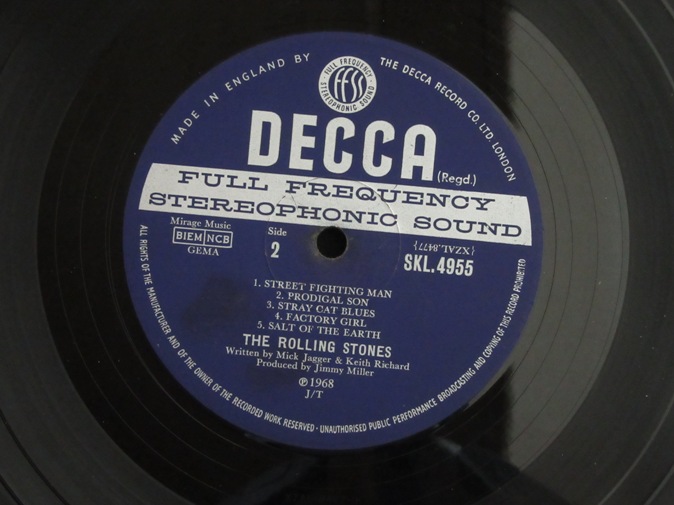 MADE IN ENGLAND BY
THE DECCA RECORD CO. LTD. LONDON
FULL FREQUENCY
ffss
STEREOPHONIC SOUND
DECCA
(Regd.)
FULL FREQUENCY
STEREOPHONIC SOUND
Mirage Music
BIEM NCB
GEMA
Side
2
{XZAL.8477}
SKL.4955
1. STREET FIGHTING MAN
2. PRODIGAL SON
3. STRAY CAT BLUES
4. FACTORY GIRL
5. SALT OF THE EARTH
THE ROLLING STONES
Written by Mick Jagger & Keith Richard
Produced by Jimmy Miller
℗1968
J/T
ALL RIGHTS OF THE MANUFACTURER AND OF THE OWNER OF THE RECORDED WORK RESERVED · UNAUTHORISED PUBLIC PERFORMANCE BROADCASTING AND COPYING OF THIS RECORD PROHIBITED